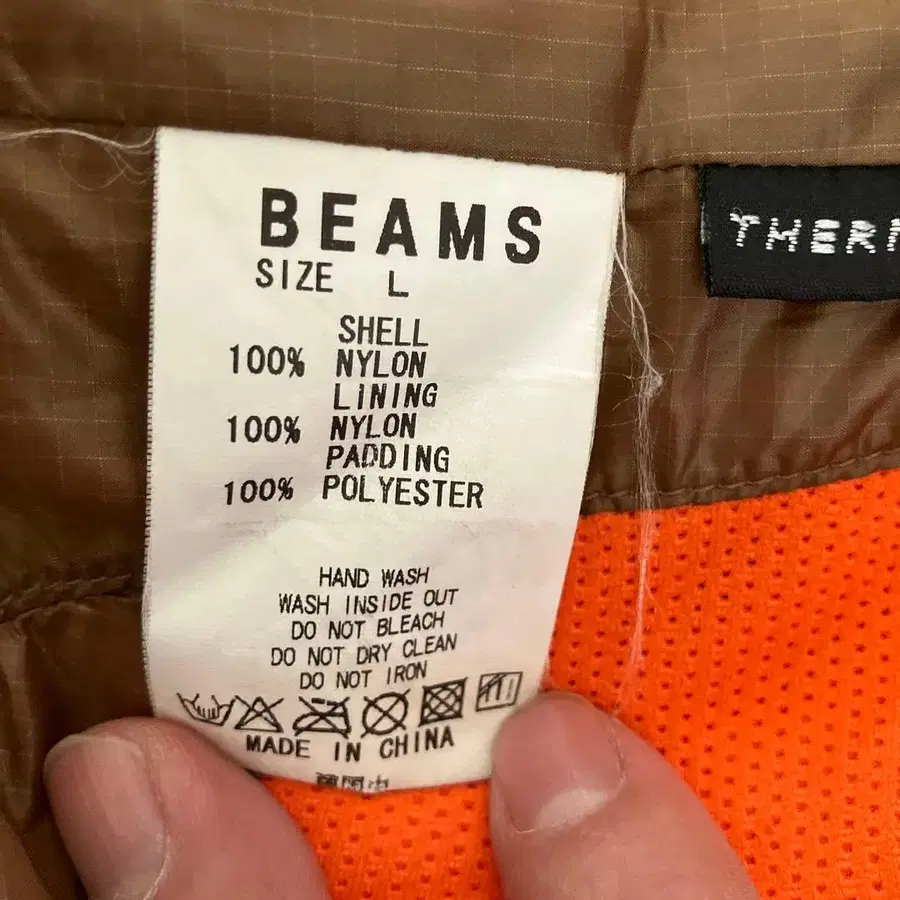 BEAMS
SIZE L
SHELL
100% NYLON
LINING
100% NYLON
PADDING
100% POLYESTER
HAND WASH
WASH INSIDE OUT
DO NOT BLEACH
DO NOT DRY CLEAN
DO NOT IRON
MADE IN CHINA
THERM